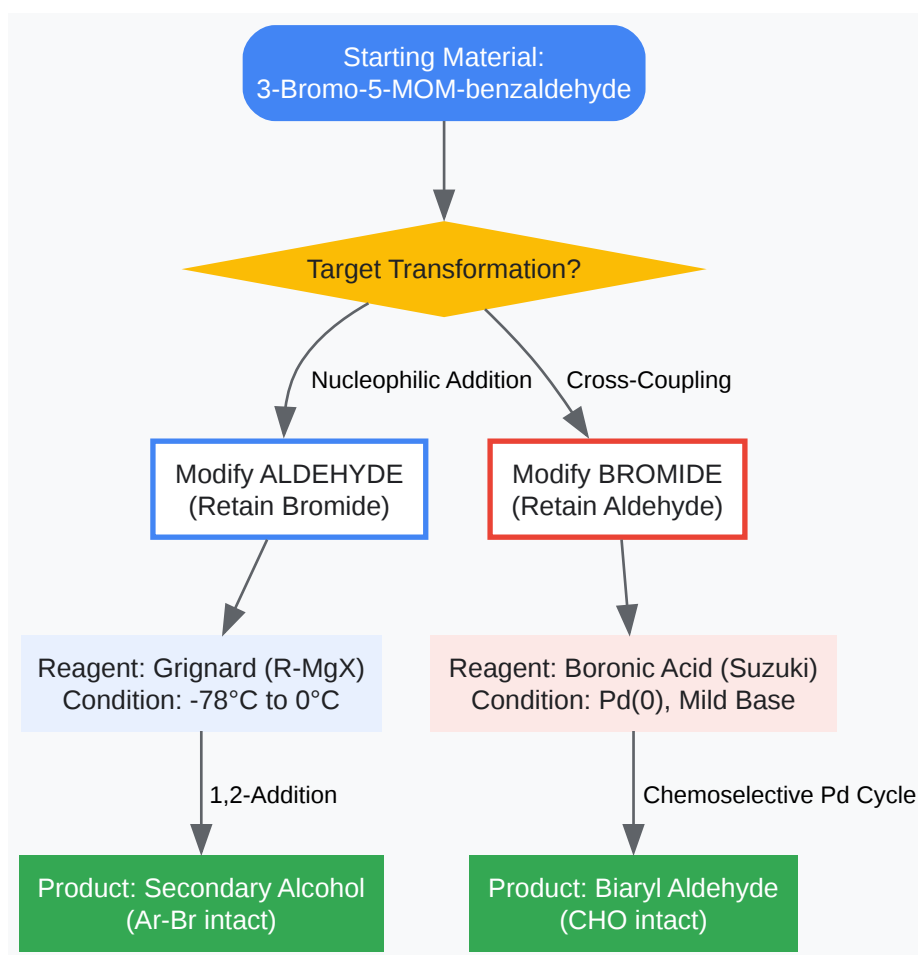 Starting Material:
3-Bromo-5-MOM-benzaldehyde
Target Transformation?
Nucleophilic Addition
Cross-Coupling
Modify ALDEHYDE
(Retain Bromide)
Modify BROMIDE
(Retain Aldehyde)
Reagent: Grignard (R-MgX)
Condition: -78°C to 0°C
Reagent: Boronic Acid (Suzuki)
Condition: Pd(0), Mild Base
1,2-Addition
Chemoselective Pd Cycle
Product: Secondary Alcohol
(Ar-Br intact)
Product: Biaryl Aldehyde
(CHO intact)